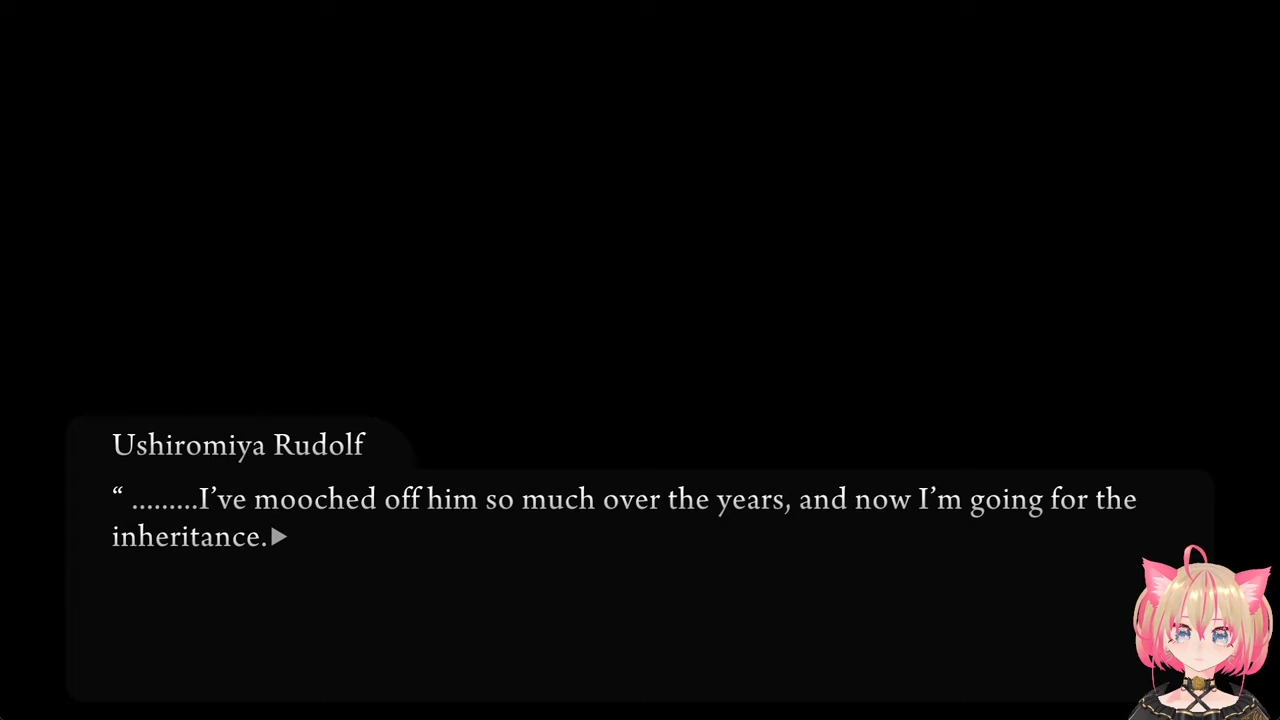 Ushiromiya Rudolf
“ .........I’ve mooched off him so much over the years, and now I’m going for the
inheritance.